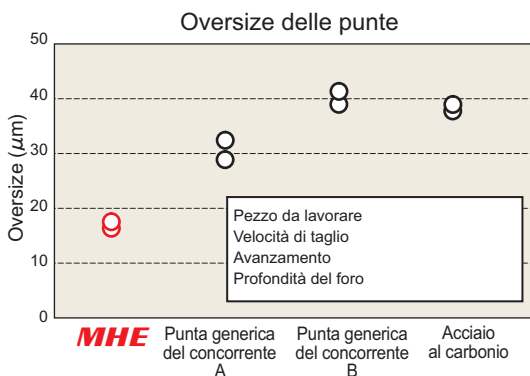 Oversize delle punte
Oversize (μm)
50
40
30
20
10
0
Pezzo da lavorare
Velocità di taglio
Avanzamento
Profondità del foro
MHE
Punta generica
del concorrente
A
Punta generica
del concorrente
B
Acciaio
al carbonio